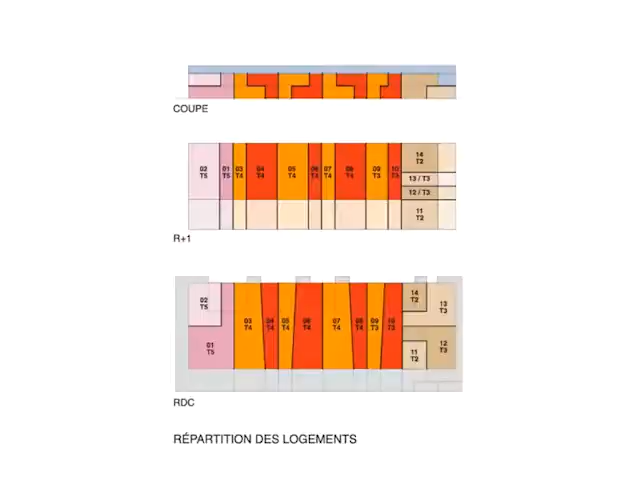 COUPE
02 01 03 04 05 06 07 08 09 10 14
T5 T5 T4 T4 T4 T4 T4 T4 T3 T3 T2
13 / T3
12 / T3
11
T2
R+1
02
T5
14
T2
13
T3
03 04 05 06 07 08 09 10
T4 T4 T4 T4 T4 T4 T3 T3
01
T5
11
T2
12
T3
RDC
RÉPARTITION DES LOGEMENTS